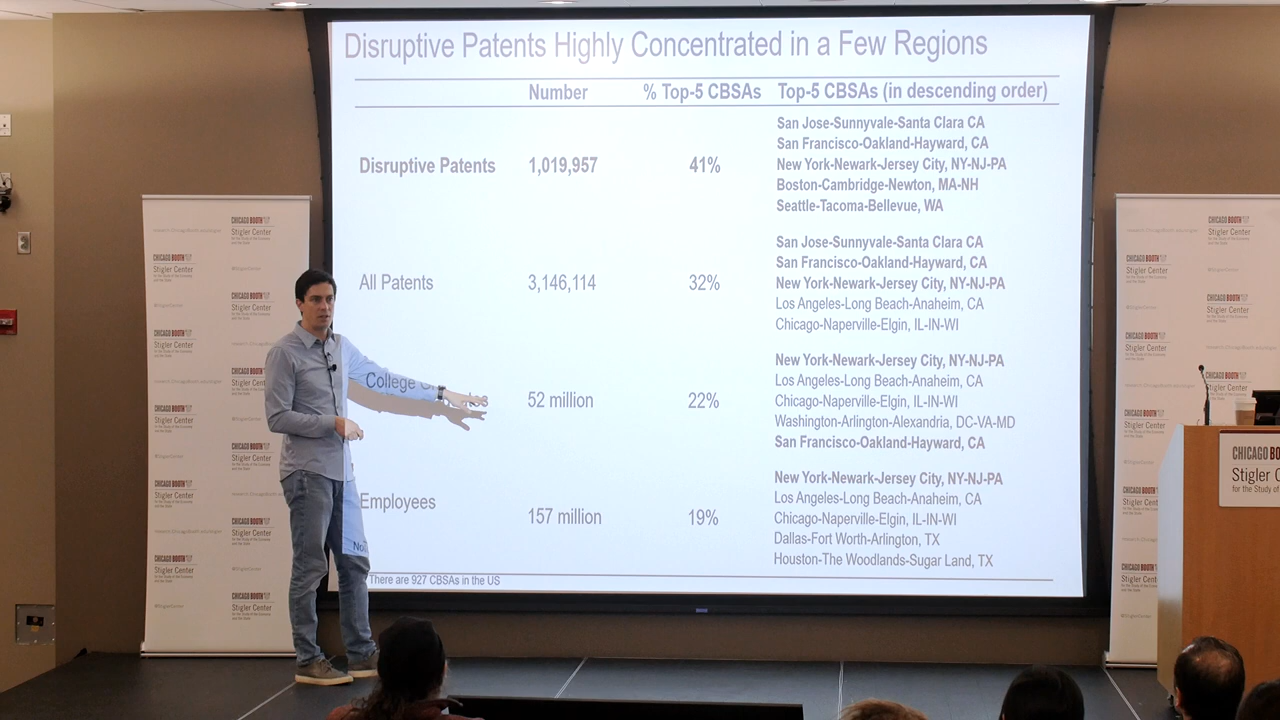 Disruptive Patents Highly Concentrated in a Few Regions
Number % Top-5 CBSAs Top-5 CBSAs (in descending order)
Disruptive Patents 1,019,957 41%
San Jose-Sunnyvale-Santa Clara CA
San Francisco-Oakland-Hayward, CA
New York-Newark-Jersey City, NY-NJ-PA
Boston-Cambridge-Newton, MA-NH
Seattle-Tacoma-Bellevue, WA
All Patents 3,146,114 32%
San Jose-Sunnyvale-Santa Clara CA
San Francisco-Oakland-Hayward, CA
New York-Newark-Jersey City, NY-NJ-PA
Los Angeles-Long Beach-Anaheim, CA
Chicago-Naperville-Elgin, IL-IN-WI
College 52 million 22%
New York-Newark-Jersey City, NY-NJ-PA
Los Angeles-Long Beach-Anaheim, CA
Chicago-Naperville-Elgin, IL-IN-WI
Washington-Arlington-Alexandria, DC-VA-MD
San Francisco-Oakland-Hayward, CA
Employees 157 million 19%
New York-Newark-Jersey City, NY-NJ-PA
Los Angeles-Long Beach-Anaheim, CA
Chicago-Naperville-Elgin, IL-IN-WI
Dallas-Fort Worth-Arlington, TX
Houston-The Woodlands-Sugar Land, TX
There are 927 CBSAs in the US
CHICAGO BOOTH
Stigler Center
CHICAGO BO
Stigler C
for the Study of